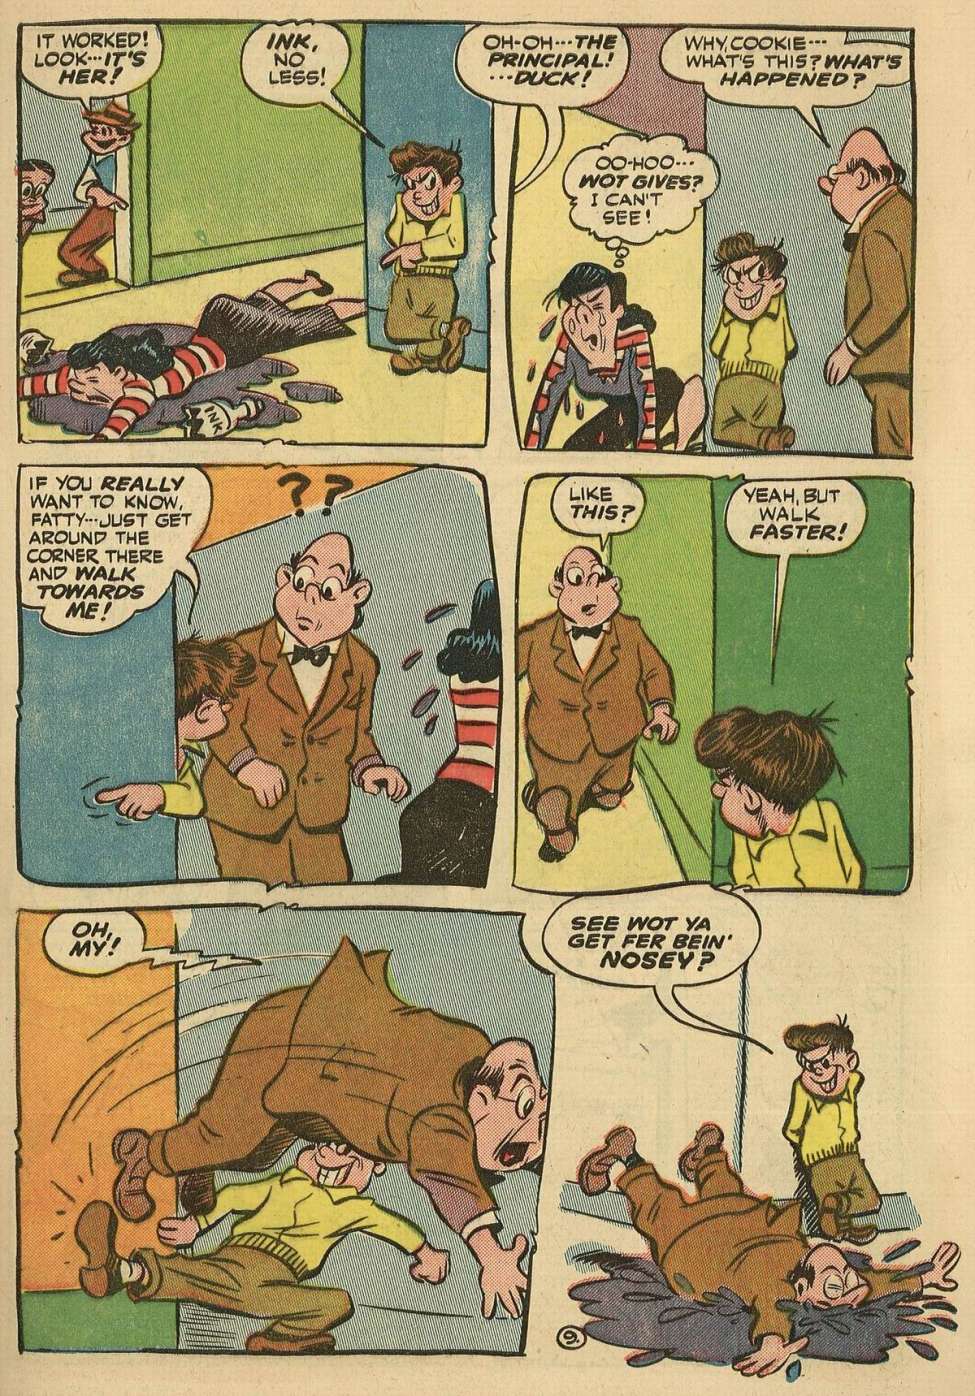 IT WORKED!
LOOK---IT'S
HER!
INK,
NO
LESS!
INK
OH-OH---THE
PRINCIPAL!
---DUCK!
OO-HOO---
WOT GIVES?
I CAN'T
SEE!
WHY, COOKIE---
WHAT'S THIS? WHAT'S
HAPPENED?
IF YOU REALLY
WANT TO KNOW,
FATTY---JUST GET
AROUND THE
CORNER THERE
AND WALK
TOWARDS
ME!
??
LIKE
THIS?
YEAH, BUT
WALK
FASTER!
OH,
MY!
SEE WOT YA
GET FER BEIN'
NOSEY?
9.